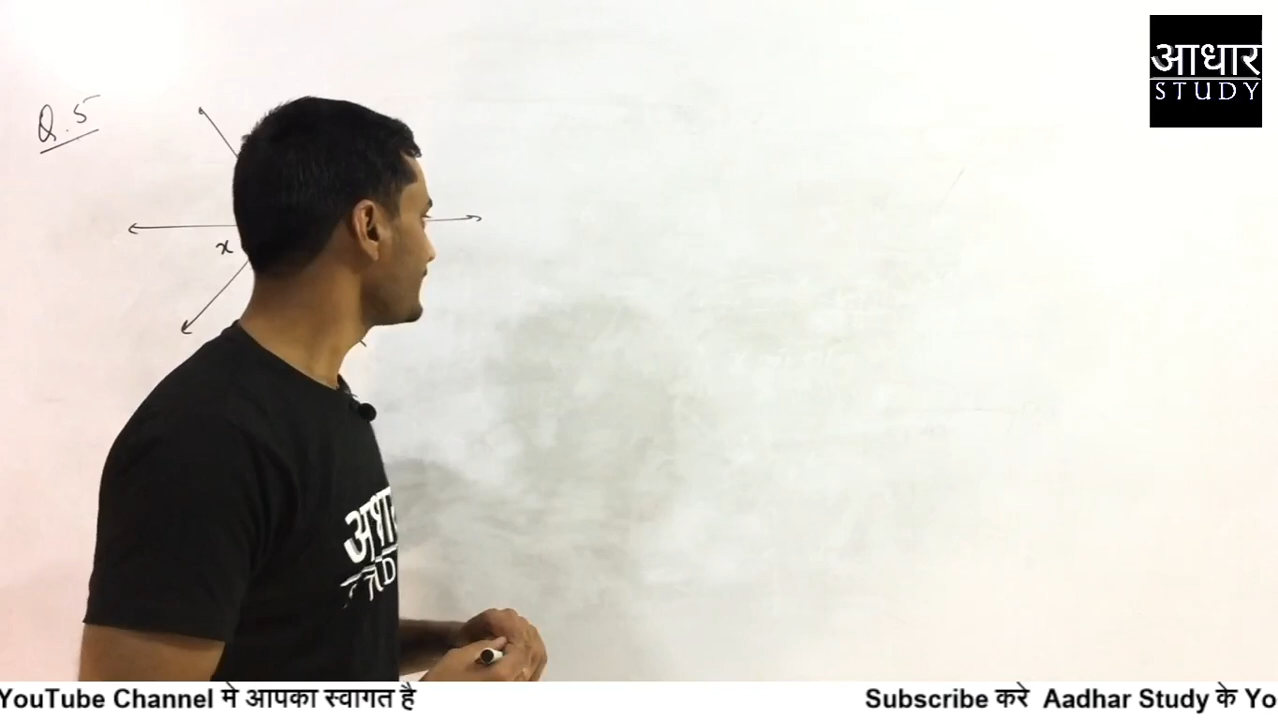 आधार
STUDY
Q.5
x
YouTube Channel मे आपका स्वागत है
Subscribe करे Aadhar Study के Yo